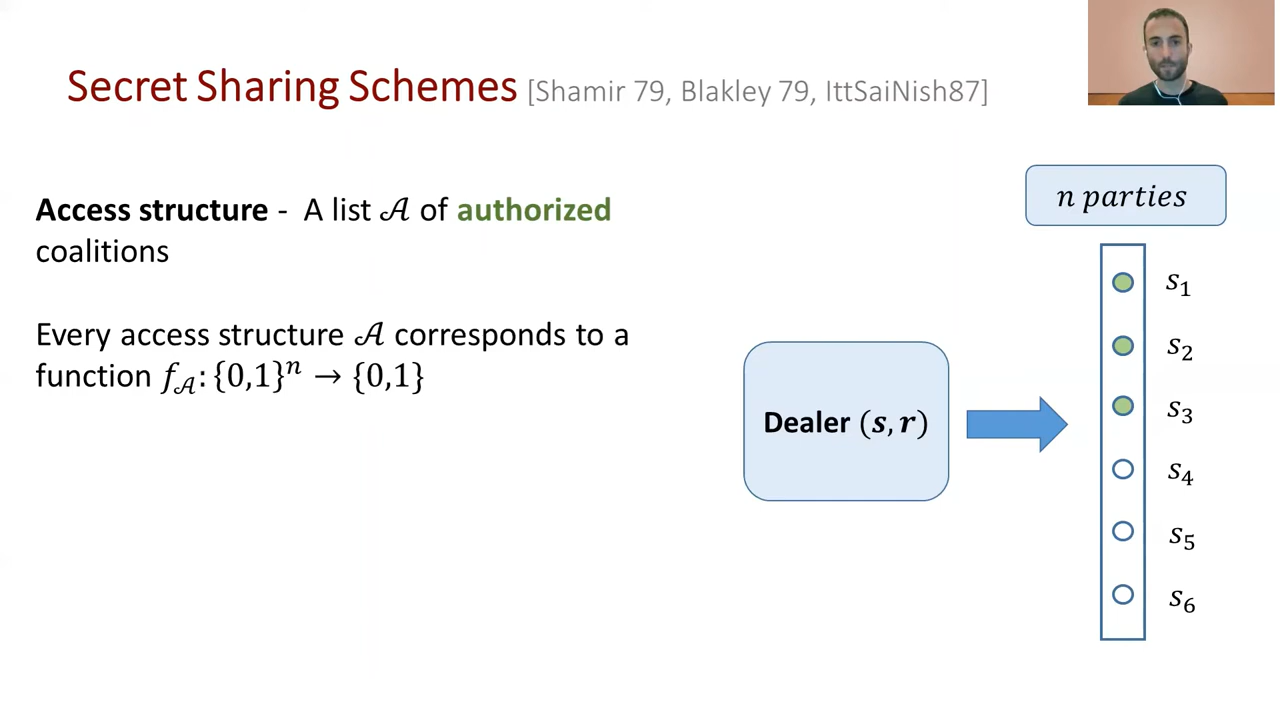 Secret Sharing Schemes [Shamir 79, Blakley 79, IttSaiNish87]
Access structure - A list 𝒜 of authorized
coalitions
Every access structure 𝒜 corresponds to a
function f_𝒜: {0,1}ⁿ → {0,1}
Dealer (s, r)
n parties
s₁
s₂
s₃
s₄
s₅
s₆